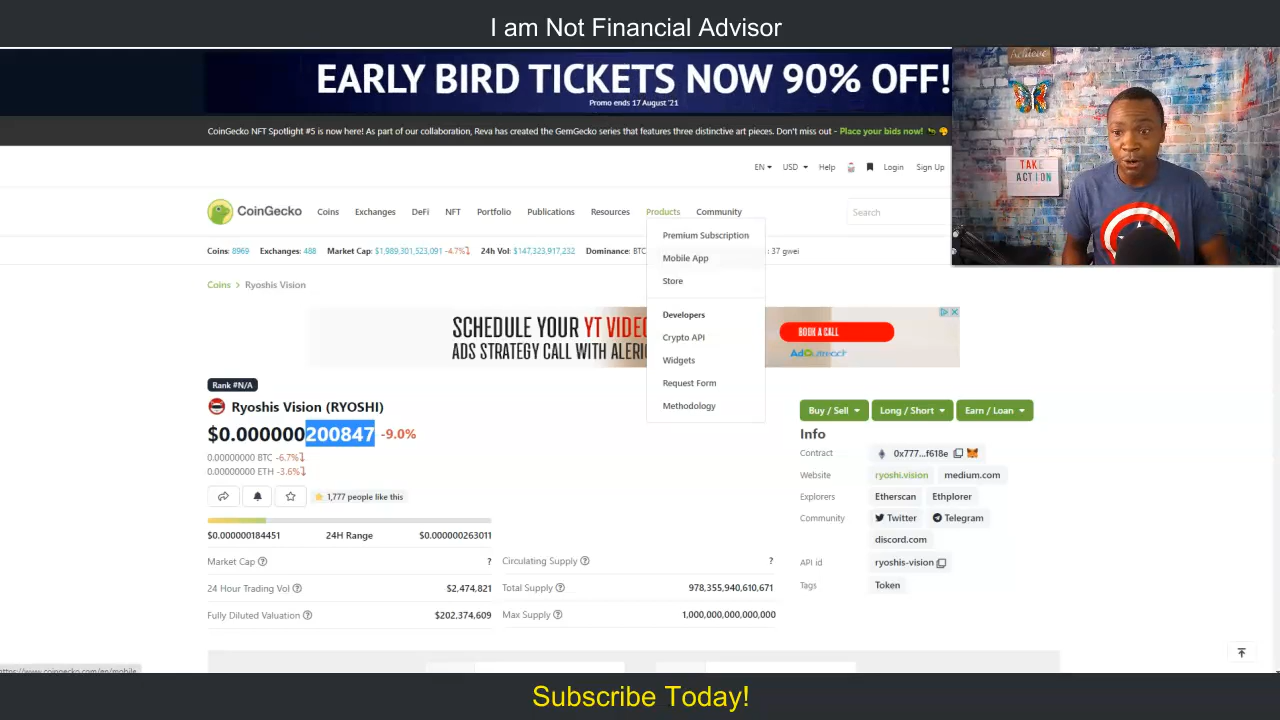 I am Not Financial Advisor
EARLY BIRD TICKETS NOW 90% OFF!
Promo ends 17 August '21
CoinGecko NFT Spotlight #5 is now here! As part of our collaboration, Reva has created the GemGecko series that features three distinctive art pieces. Don't miss out - Place your bids now!
Achieve
TAKE
ACTION
EN USD Help Login Sign Up
CoinGecko Coins Exchanges DeFi NFT Portfolio Publications Resources Products Community Search
Coins: 8969 Exchanges: 488 Market Cap: $1,989,301,523,091 -4.7% 24h Vol: $147,323,917,232 Dominance: BTC : 37 gwei
Premium Subscription
Mobile App
Store
Developers
Crypto API
Widgets
Request Form
Methodology
Coins > Ryoshis Vision
SCHEDULE YOUR YT VIDE
ADS STRATEGY CALL WITH ALERI
BOOK A CALL
AdOutreach
Rank #N/A
Ryoshis Vision (RYOSHI)
$0.000000200847 -9.0%
0.00000000 BTC -6.7%
0.00000000 ETH -3.6%
1,777 people like this
$0.000000184451 24H Range $0.000000263011
Market Cap ? ?
Circulating Supply ? ?
24 Hour Trading Vol ? $2,474,821
Total Supply ? 978,355,940,610,671
Fully Diluted Valuation ? $202,374,609
Max Supply ? 1,000,000,000,000,000
Buy / Sell Long / Short Earn / Loan
Info
Contract 0x777...f618e
Website ryoshi.vision medium.com
Explorers Etherscan Ethplorer
Community Twitter Telegram
discord.com
API id ryoshis-vision
Tags Token
https://www.coingecko.com/en/mobile
Subscribe Today!